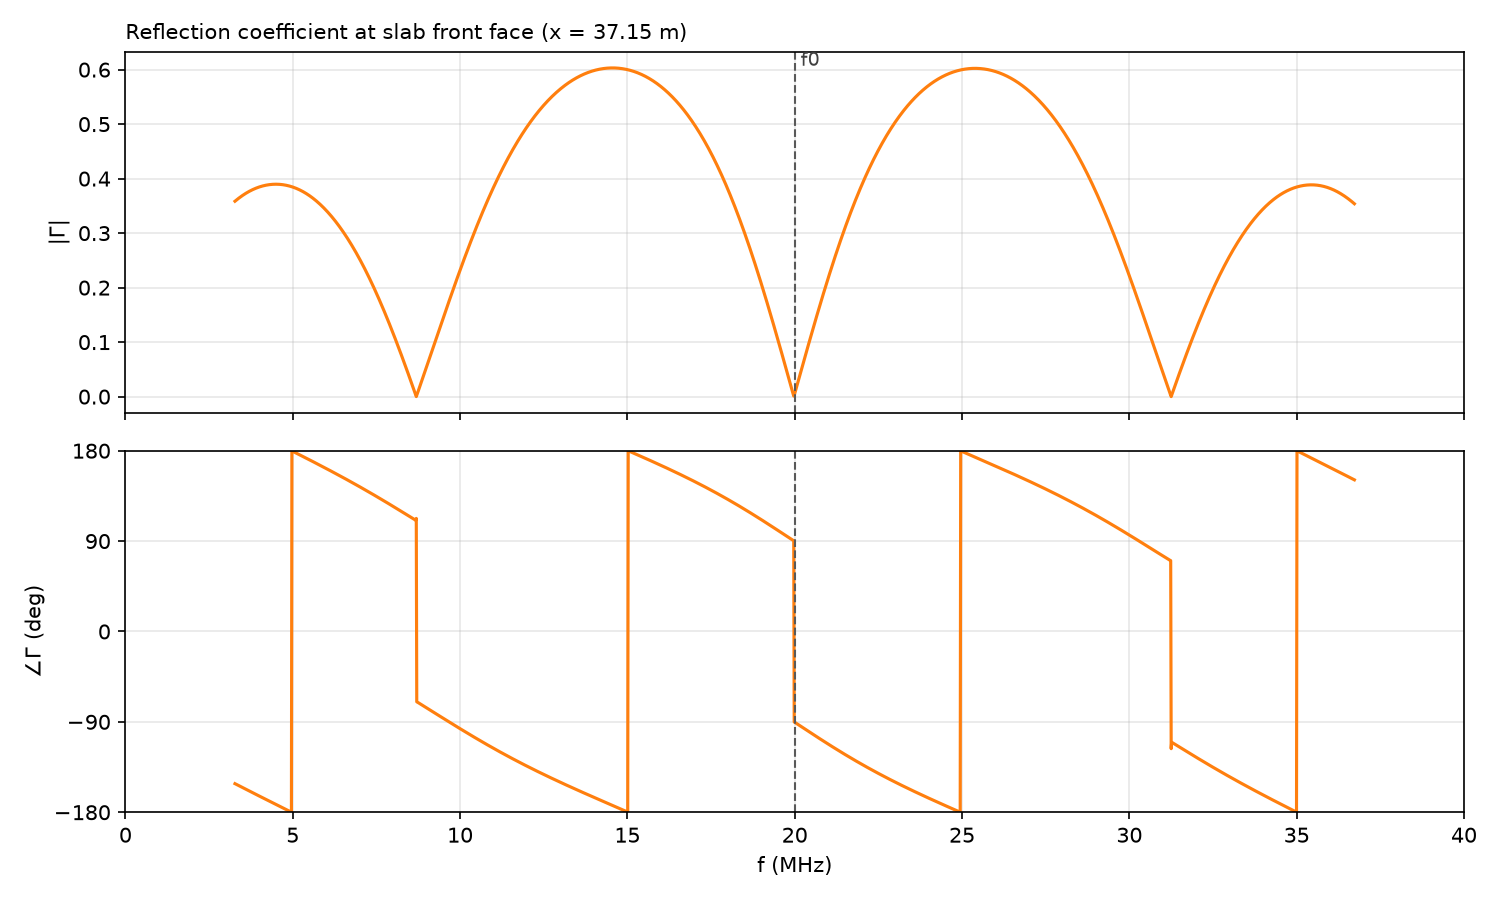 Reflection coefficient at slab front face (x = 37.15 m)
f0
0.6
0.5
0.4
0.3
0.2
0.1
0.0
|Γ|
180
90
0
−90
−180
∠Γ (deg)
0 5 10 15 20 25 30 35 40
f (MHz)